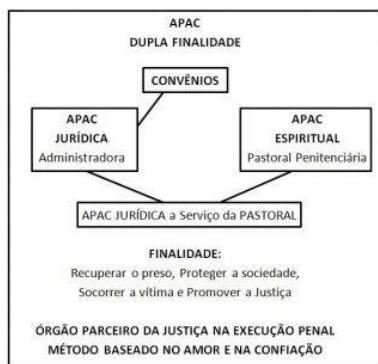 APAC
DUPLA FINALIDADE
CONVÊNIOS
APAC
JURÍDICA
Administradora
APAC
ESPIRITUAL
Pastoral Penitenciária
APAC JURÍDICA a Serviço da PASTORAL
FINALIDADE:
Recuperar o preso, Proteger a sociedade,
Socorrer a vítima e Promover a Justiça
ÓRGÃO PARCEIRO DA JUSTIÇA NA EXECUÇÃO PENAL
MÉTODO BASEADO NO AMOR E NA CONFIAÇÃO